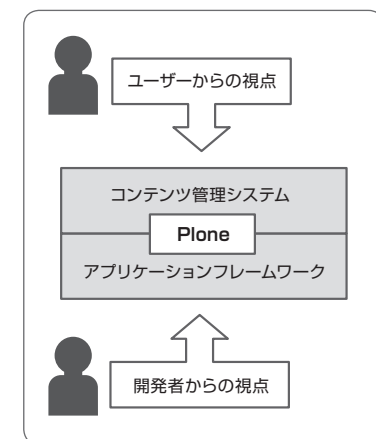 ユーザーからの視点
コンテンツ管理システム
Plone
アプリケーションフレームワーク
開発者からの視点